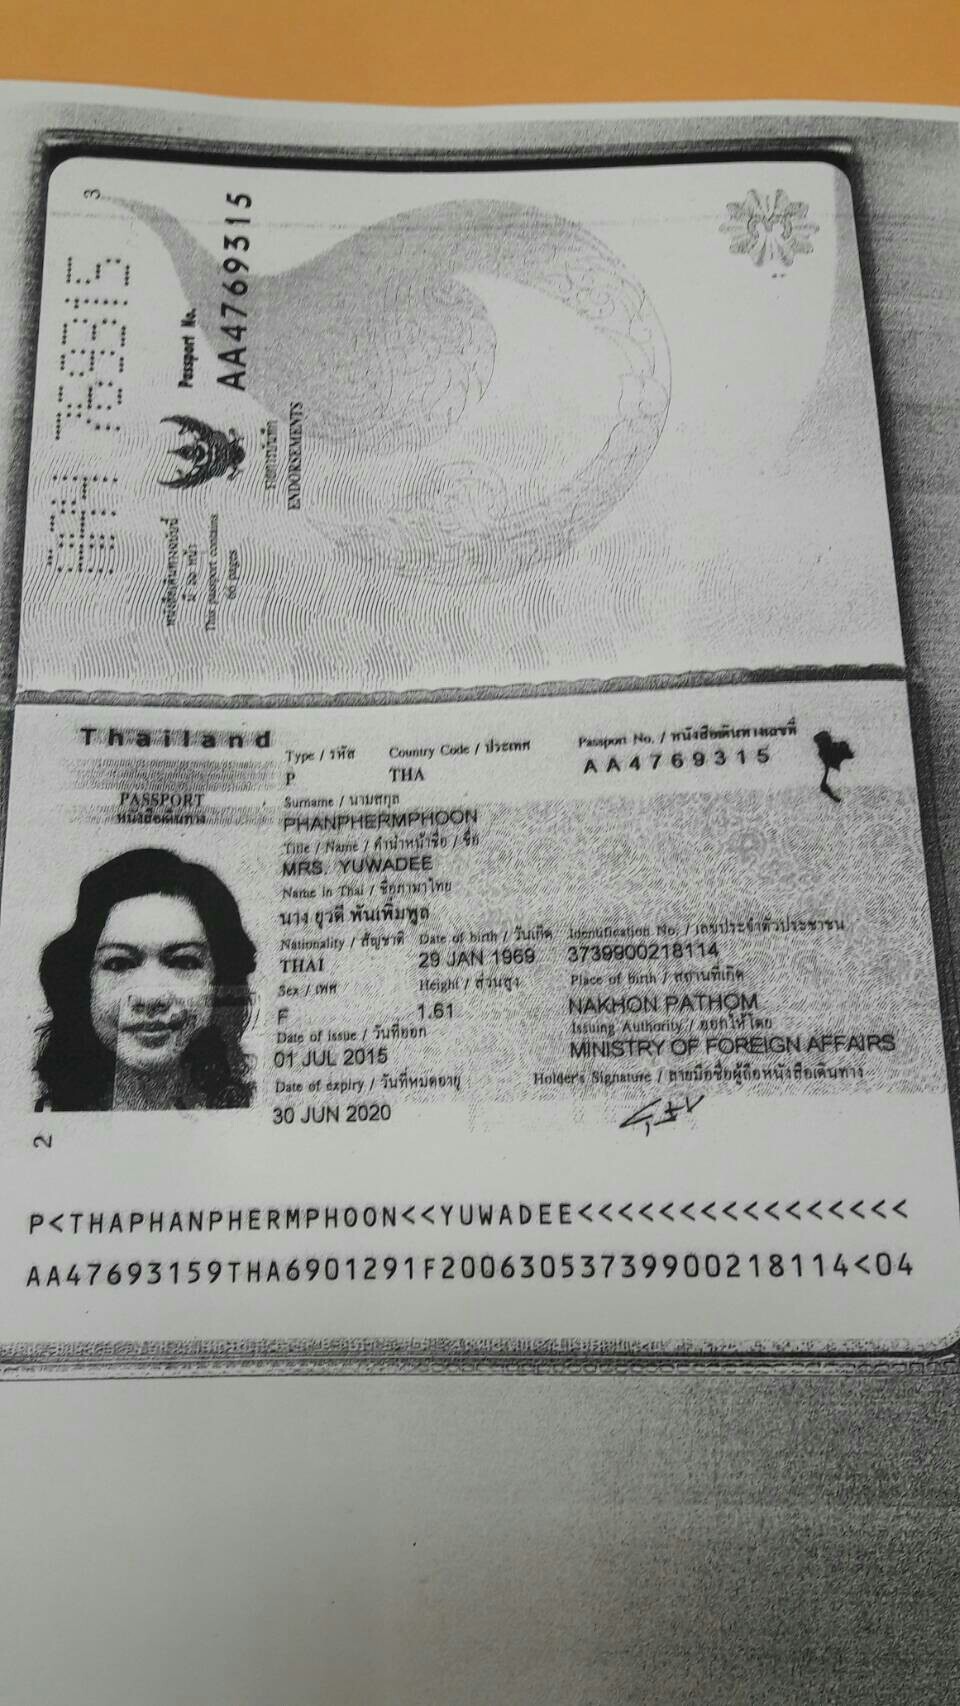 3
Passport No.
AA4769315
รายการบันทึก
ENDORSEMENTS
หนังสือเดินทางฉบับนี้
มี ๖๖ หน้า
This passport contains
66 pages
Thailand
PASSPORT
หนังสือเดินทาง
Type / รหัส Country Code / ประเทศ Passport No. / หนังสือเดินทางเลขที่
P THA AA4769315
Surname / นามสกุล
PHANPHERMPHOON
Title / Name / คำนำหน้าชื่อ / ชื่อ
MRS. YUWADEE
Name in Thai / ชื่อภาษาไทย
นาง ยุวดี พันเพิ่มพูล
Nationality / สัญชาติ Date of birth / วันเกิด Identification No. / เลขประจำตัวประชาชน
THAI 29 JAN 1969 3739900218114
Sex / เพศ Height / ส่วนสูง Place of birth / สถานที่เกิด
F 1.61 NAKHON PATHOM
Date of issue / วันที่ออก Issuing Authority / ออกให้โดย
01 JUL 2015 MINISTRY OF FOREIGN AFFAIRS
Date of expiry / วันที่หมดอายุ Holder's Signature / ลายมือชื่อผู้ถือหนังสือเดินทาง
30 JUN 2020
2
P<THAPHANPHERMPHOON<<YUWADEE<<<<<<<<<<<<<<<<
AA47693159THA6901291F20063053739900218114<04